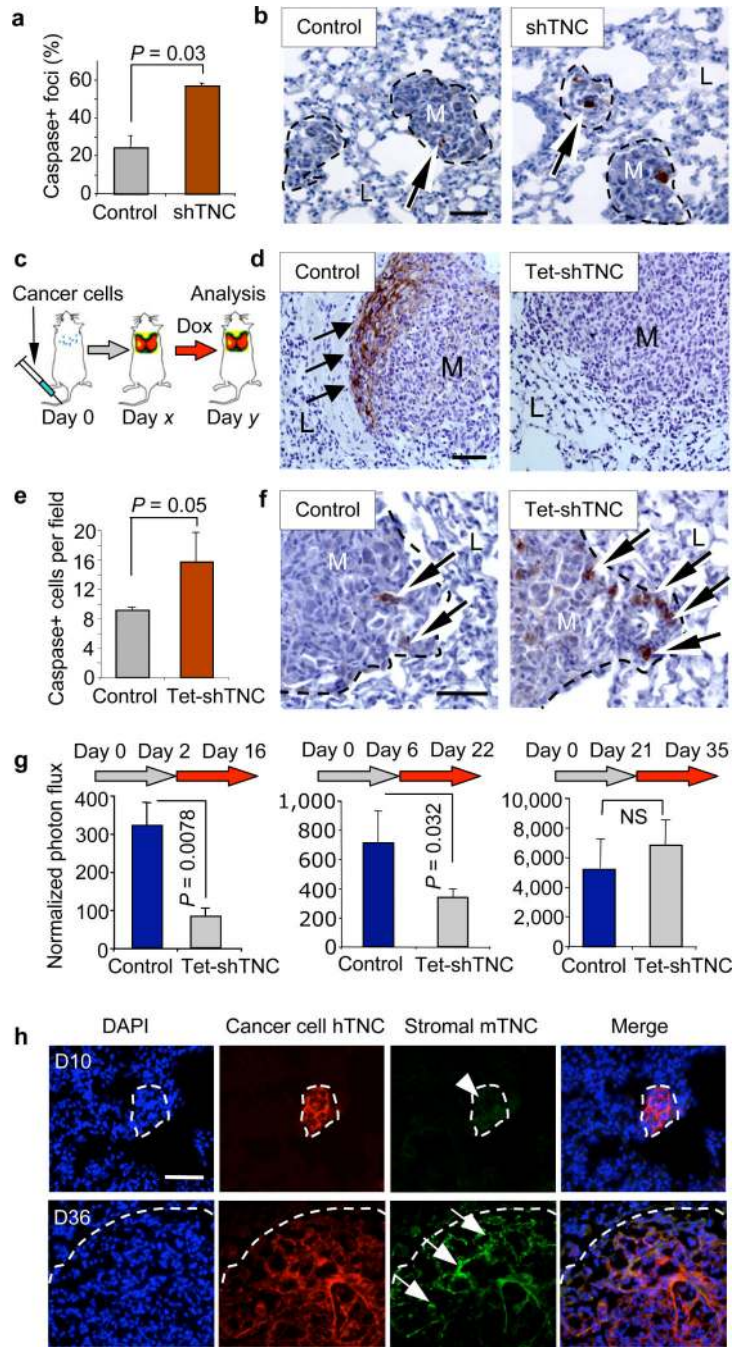 a
Caspase+ foci (%)
60
40
20
0
P = 0.03
Control
shTNC
b
Control
M
L
shTNC
L
M
c
Cancer cells
Analysis
Dox
Day 0
Day x
Day y
d
Control
M
L
Tet-shTNC
M
L
e
Caspase+ cells per field
20
16
12
8
4
0
P = 0.05
Control
Tet-shTNC
f
Control
M
L
Tet-shTNC
L
M
g
Day 0 Day 2 Day 16
Normalized photon flux
400
300
200
100
0
P = 0.0078
Control Tet-shTNC
Day 0 Day 6 Day 22
1,000
800
600
400
200
0
P = 0.032
Control Tet-shTNC
Day 0 Day 21 Day 35
10,000
8,000
6,000
4,000
2,000
0
NS
Control Tet-shTNC
h
DAPI
Cancer cell hTNC
Stromal mTNC
Merge
D10
D36